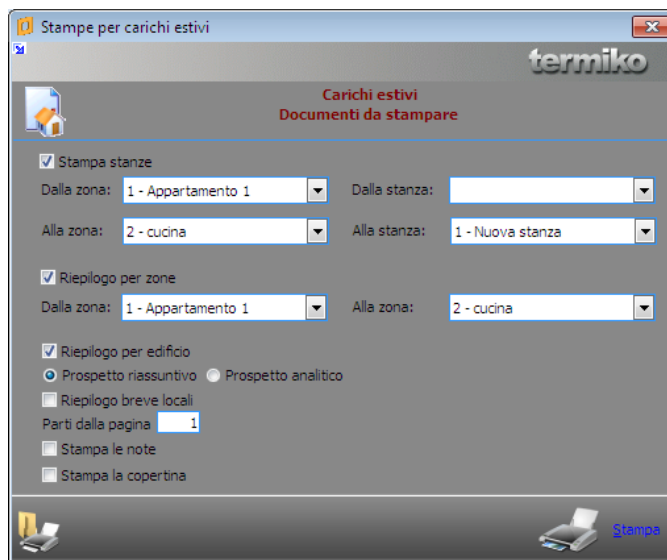 Stampe per carichi estivi
termiko
Carichi estivi
Documenti da stampare
Stampa stanze
Dalla zona: 1 - Appartamento 1 Dalla stanza:
Alla zona: 2 - cucina Alla stanza: 1 - Nuova stanza
Riepilogo per zone
Dalla zona: 1 - Appartamento 1 Alla zona: 2 - cucina
Riepilogo per edificio
Prospetto riassuntivo Prospetto analitico
Riepilogo breve locali
Parti dalla pagina 1
Stampa le note
Stampa la copertina
Stampa